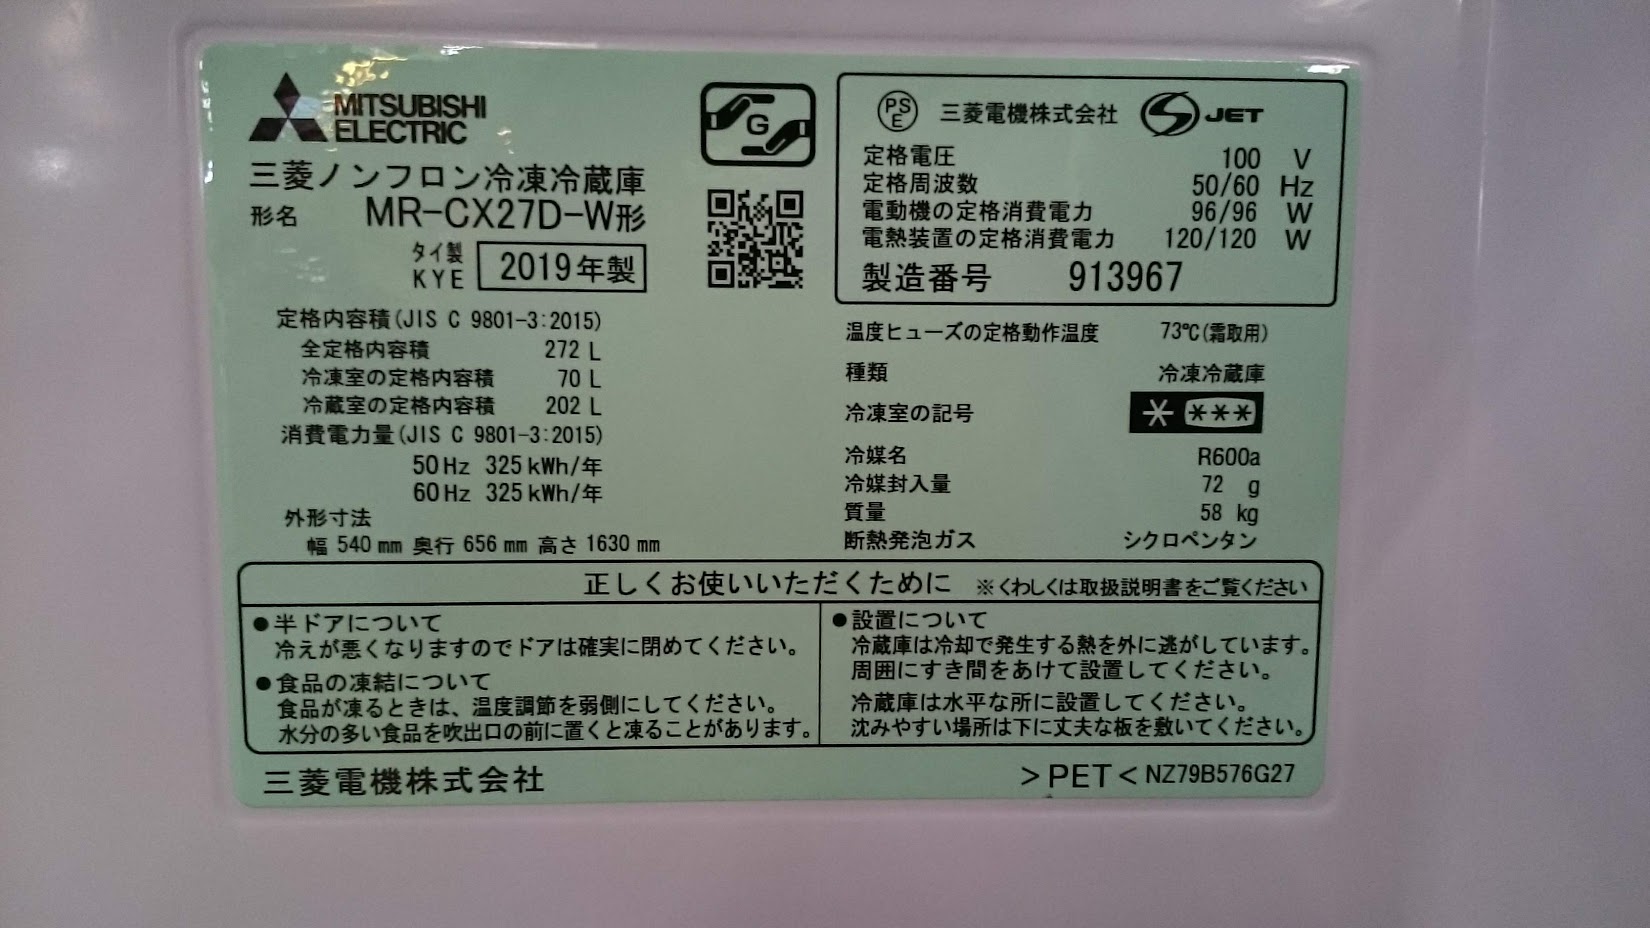 MITSUBISHI
ELECTRIC
三菱ノンフロン冷凍冷蔵庫
形名 MR-CX27D-W形
タイ製
KYE
2019年製
定格内容積(JIS C 9801-3:2015)
全定格内容積 272 L
冷凍室の定格内容積 70 L
冷蔵室の定格内容積 202 L
消費電力量(JIS C 9801-3:2015)
50Hz 325kWh/年
60Hz 325kWh/年
外形寸法
幅 540mm 奥行 656mm 高さ 1630mm
G
PSE 三菱電機株式会社 JET
定格電圧 100 V
定格周波数 50/60 Hz
電動機の定格消費電力 96/96 W
電熱装置の定格消費電力 120/120 W
製造番号 913967
温度ヒューズの定格動作温度 73℃(霜取用)
種類 冷凍冷蔵庫
冷凍室の記号 * ***
冷媒名 R600a
冷媒封入量 72 g
質量 58 kg
断熱発泡ガス シクロペンタン
正しくお使いいただくために ※くわしくは取扱説明書をご覧ください
●半ドアについて
冷えが悪くなりますのでドアは確実に閉めてください。
●食品の凍結について
食品が凍るときは、温度調節を弱側にしてください。
水分の多い食品を吹出口の前に置くと凍ることがあります。
●設置について
冷蔵庫は冷却で発生する熱を外に逃がしています。
周囲にすき間をあけて設置してください。
冷蔵庫は水平な所に設置してください。
沈みやすい場所は下に丈夫な板を敷いてください。
三菱電機株式会社
>PET< NZ79B576G27